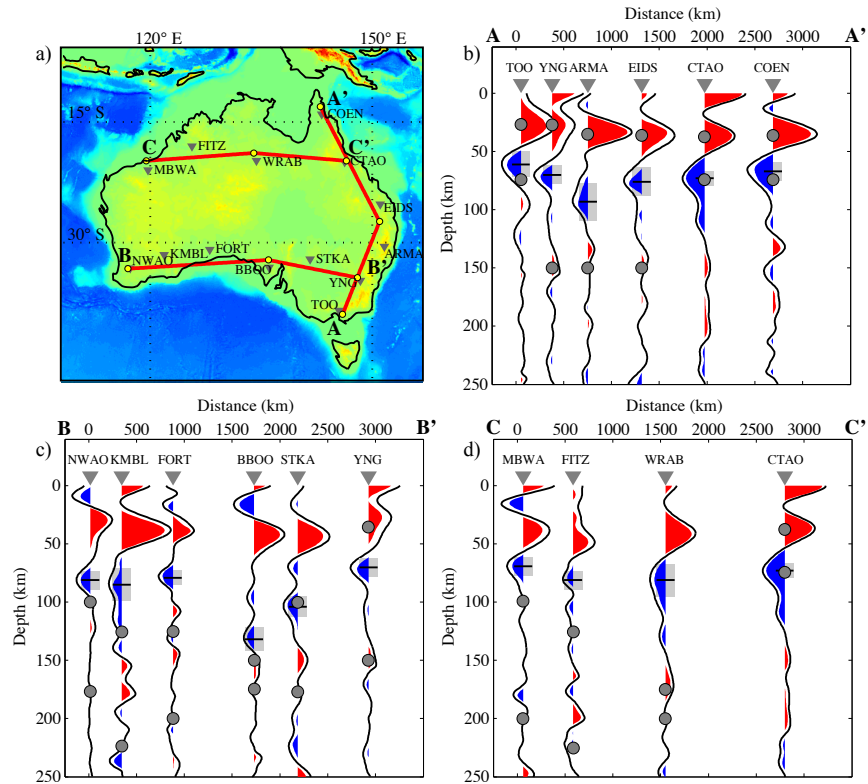 a)
120° E
150° E
15° S
30° S
A'
COEN
C
FITZ
C'
WRAB
CTAO
MBWA
EIDS
B
NWAO
KMBL
FORT
BBOO
STKA
ARMA
B'
YNG
TOO
A
b)
Distance (km)
A
0 500 1000 1500 2000 2500 3000
A'
TOO YNG ARMA EIDS CTAO COEN
Depth (km)
0
50
100
150
200
250
c)
Distance (km)
B
0 500 1000 1500 2000 2500 3000
B'
NWAO KMBL FORT BBOO STKA YNG
Depth (km)
0
50
100
150
200
250
d)
Distance (km)
C
0 500 1000 1500 2000 2500 3000
C'
MBWA FITZ WRAB CTAO
Depth (km)
0
50
100
150
200
250